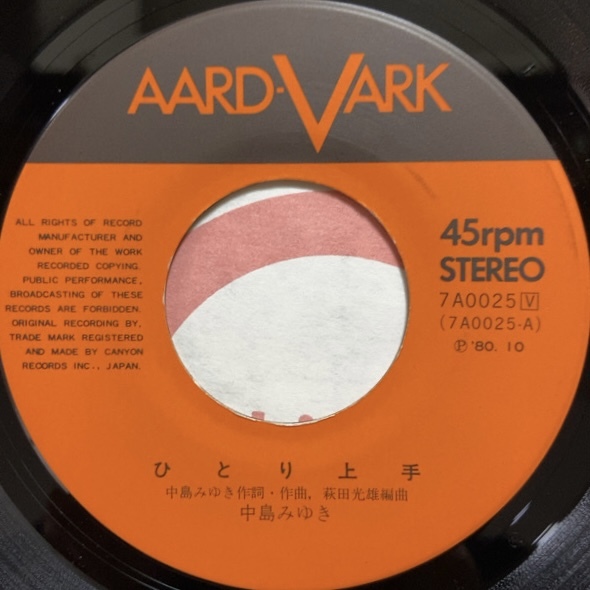 AARD-VARK
ALL RIGHTS OF RECORD
MANUFACTURER AND
OWNER OF THE WORK
RECORDED COPYING.
PUBLIC PERFORMANCE,
BROADCASTING OF THESE
RECORDS ARE FORBIDDEN.
ORIGINAL RECORDING BY,
TRADE MARK REGISTERED
AND MADE BY CANYON
RECORDS INC., JAPAN.
45rpm
STEREO
7A0025 V
(7A0025-A)
℗ '80. 10
ひとり上手
中島みゆき作詞・作曲, 萩田光雄編曲
中島みゆき